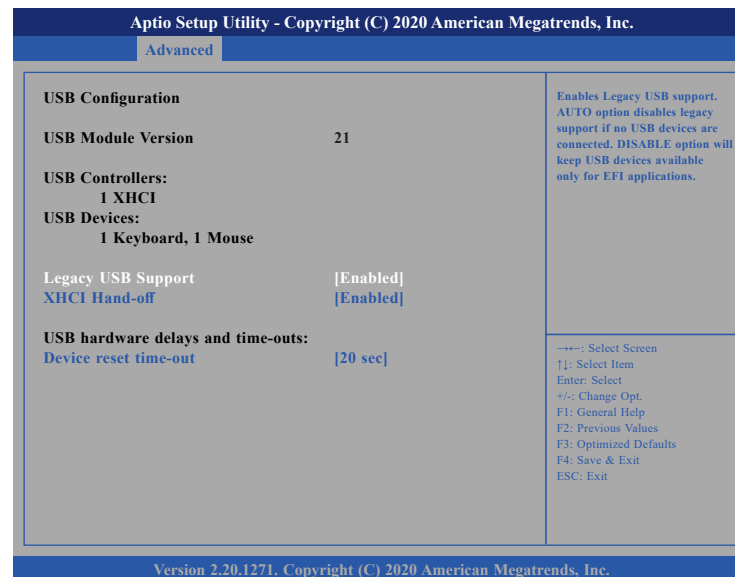 Aptio Setup Utility - Copyright (C) 2020 American Megatrends, Inc.
Advanced
USB Configuration
USB Module Version 21
USB Controllers:
1 XHCI
USB Devices:
1 Keyboard, 1 Mouse
Legacy USB Support [Enabled]
XHCI Hand-off [Enabled]
USB hardware delays and time-outs:
Device reset time-out [20 sec]
Enables Legacy USB support.
AUTO option disables legacy
support if no USB devices are
connected. DISABLE option will
keep USB devices available
only for EFI applications.
→←: Select Screen
↑↓: Select Item
Enter: Select
+/-: Change Opt.
F1: General Help
F2: Previous Values
F3: Optimized Defaults
F4: Save & Exit
ESC: Exit
Version 2.20.1271. Copyright (C) 2020 American Megatrends, Inc.